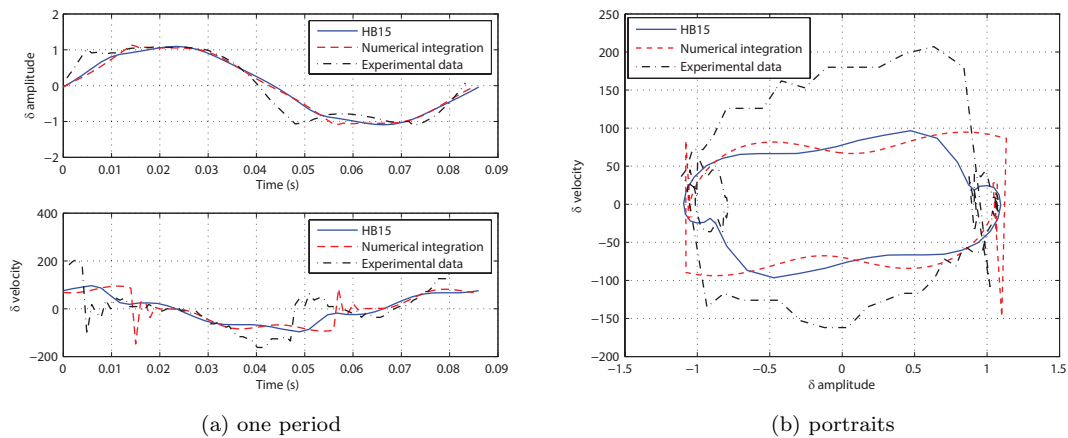 2
1
0
−1
−2
δ amplitude
0
0.01
0.02
0.03
0.04
0.05
0.06
0.07
0.08
0.09
Time (s)
HB15
Numerical integration
Experimental data
400
200
0
−200
δ velocity
0
0.01
0.02
0.03
0.04
0.05
0.06
0.07
0.08
0.09
Time (s)
HB15
Numerical integration
Experimental data
(a) one period
250
200
150
100
50
0
−50
−100
−150
−200
δ velocity
−1.5
−1
−0.5
0
0.5
1
1.5
δ amplitude
HB15
Numerical integration
Experimental data
(b) portraits